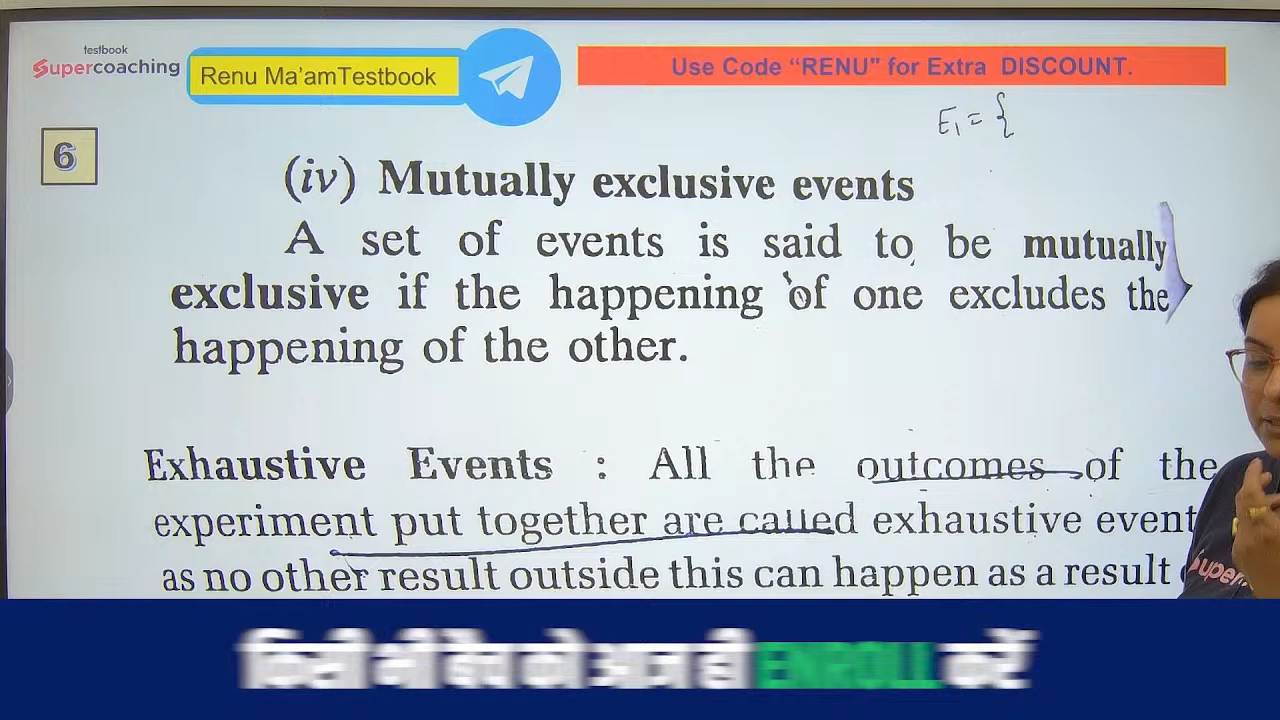 testbook
Supercoaching
Renu Ma'amTestbook
Use Code “RENU" for Extra DISCOUNT.
E₁ = {
6
(iv) Mutually exclusive events
A set of events is said to be mutually
exclusive if the happening of one excludes the
happening of the other.
Exhaustive Events : All the outcomes of the
experiment put together are called exhaustive event
as no other result outside this can happen as a result
super
ENROLL करें